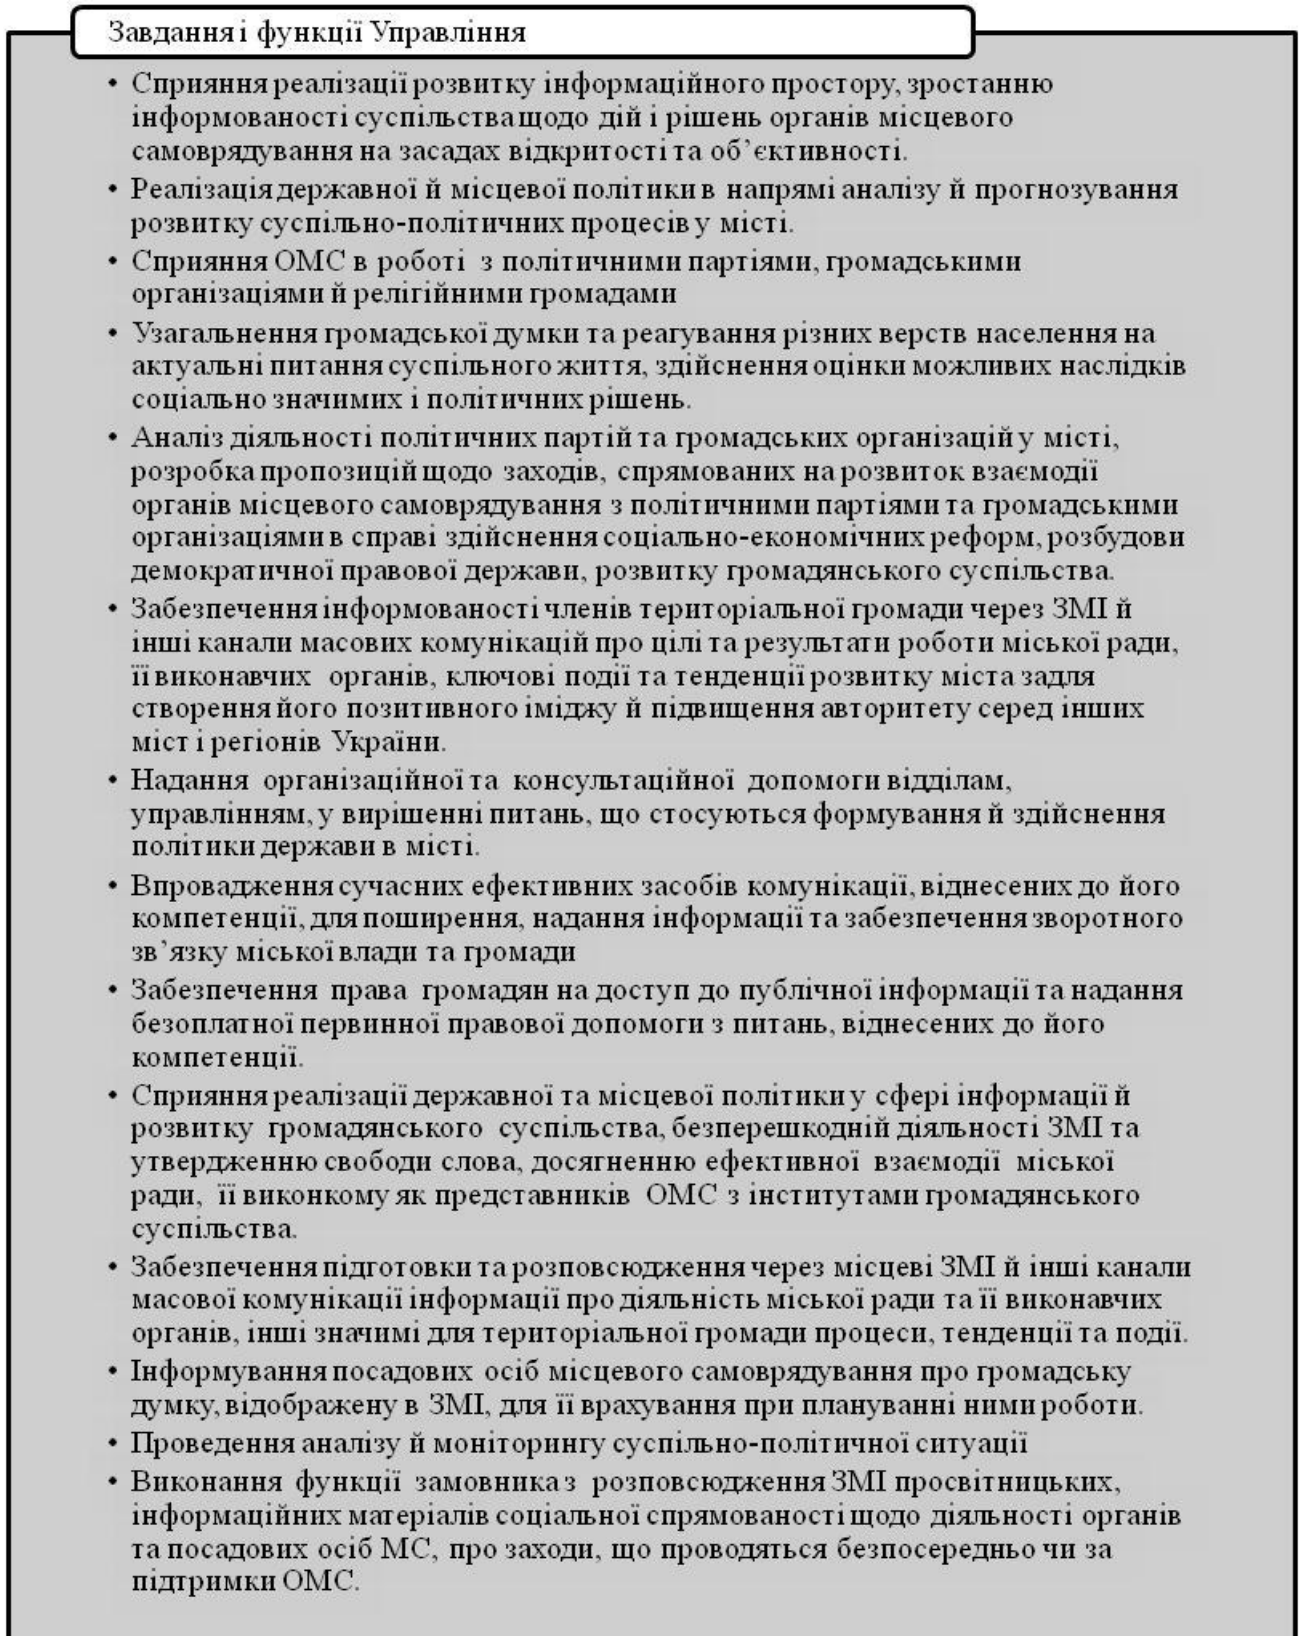 Завдання і функції Управління
• Сприяння реалізації розвитку інформаційного простору, зростанню
інформованості суспільства щодо дій і рішень органів місцевого
самоврядування на засадах відкритості та об’єктивності.
• Реалізація державної й місцевої політики в напрямі аналізу й прогнозування
розвитку суспільно-політичних процесів у місті.
• Сприяння ОМС в роботі з політичними партіями, громадськими
організаціями й релігійними громадами
• Узагальнення громадської думки та реагування різних верств населення на
актуальні питання суспільного життя, здійснення оцінки можливих наслідків
соціально значимих і політичних рішень.
• Аналіз діяльності політичних партій та громадських організацій у місті,
розробка пропозицій щодо заходів, спрямованих на розвиток взаємодії
органів місцевого самоврядування з політичними партіями та громадськими
організаціями в справі здійснення соціально-економічних реформ, розбудови
демократичної правової держави, розвитку громадянського суспільства.
• Забезпечення інформованості членів територіальної громади через ЗМІ й
інші канали масових комунікацій про цілі та результати роботи міської ради,
її виконавчих органів, ключові події та тенденції розвитку міста задля
створення його позитивного іміджу й підвищення авторитету серед інших
міст і регіонів України.
• Надання організаційної та консультаційної допомоги відділам,
управлінням, у вирішенні питань, що стосуються формування й здійснення
політики держави в місті.
• Впровадження сучасних ефективних засобів комунікації, віднесених до його
компетенції, для поширення, надання інформації та забезпечення зворотного
зв’язку міської влади та громади
• Забезпечення права громадян на доступ до публічної інформації та надання
безоплатної первинної правової допомоги з питань, віднесених до його
компетенції.
• Сприяння реалізації державної та місцевої політики у сфері інформації й
розвитку громадянського суспільства, безперешкодній діяльності ЗМІ та
утвердженню свободи слова, досягненню ефективної взаємодії міської
ради, її виконкому як представників ОМС з інститутами громадянського
суспільства.
• Забезпечення підготовки та розповсюдження через місцеві ЗМІ й інші канали
масової комунікації інформації про діяльність міської ради та її виконавчих
органів, інші значимі для територіальної громади процеси, тенденції та події.
• Інформування посадових осіб місцевого самоврядування про громадську
думку, відображену в ЗМІ, для її врахування при плануванні ними роботи.
• Проведення аналізу й моніторингу суспільно-політичної ситуації
• Виконання функції замовника з розповсюдження ЗМІ просвітницьких,
інформаційних матеріалів соціальної спрямованості щодо діяльності органів
та посадових осіб МС, про заходи, що проводяться безпосередньо чи за
підтримки ОМС.